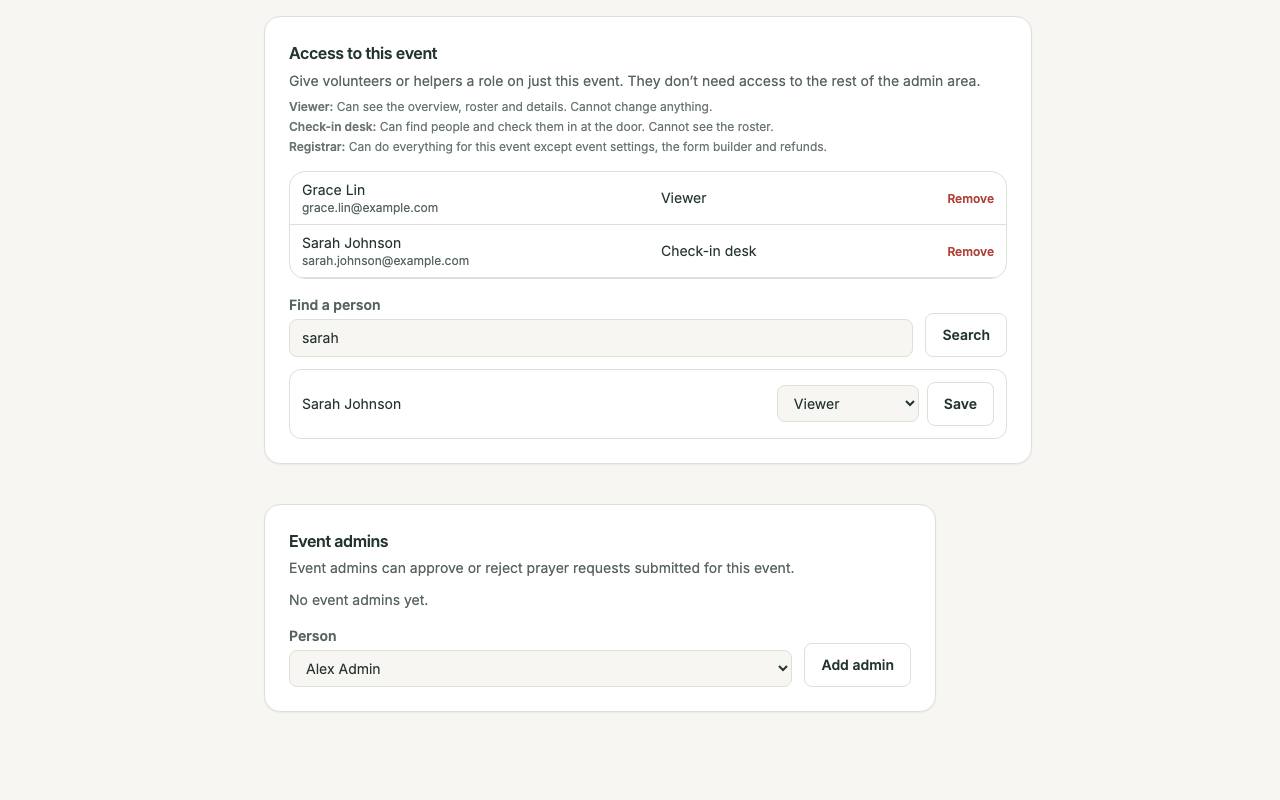 Access to this event
Give volunteers or helpers a role on just this event. They don’t need access to the rest of the admin area.
Viewer: Can see the overview, roster and details. Cannot change anything.
Check-in desk: Can find people and check them in at the door. Cannot see the roster.
Registrar: Can do everything for this event except event settings, the form builder and refunds.
Grace Lin
grace.lin@example.com
Viewer
Remove
Sarah Johnson
sarah.johnson@example.com
Check-in desk
Remove
Find a person
sarah
Search
Sarah Johnson
Viewer
Save
Event admins
Event admins can approve or reject prayer requests submitted for this event.
No event admins yet.
Person
Alex Admin
Add admin